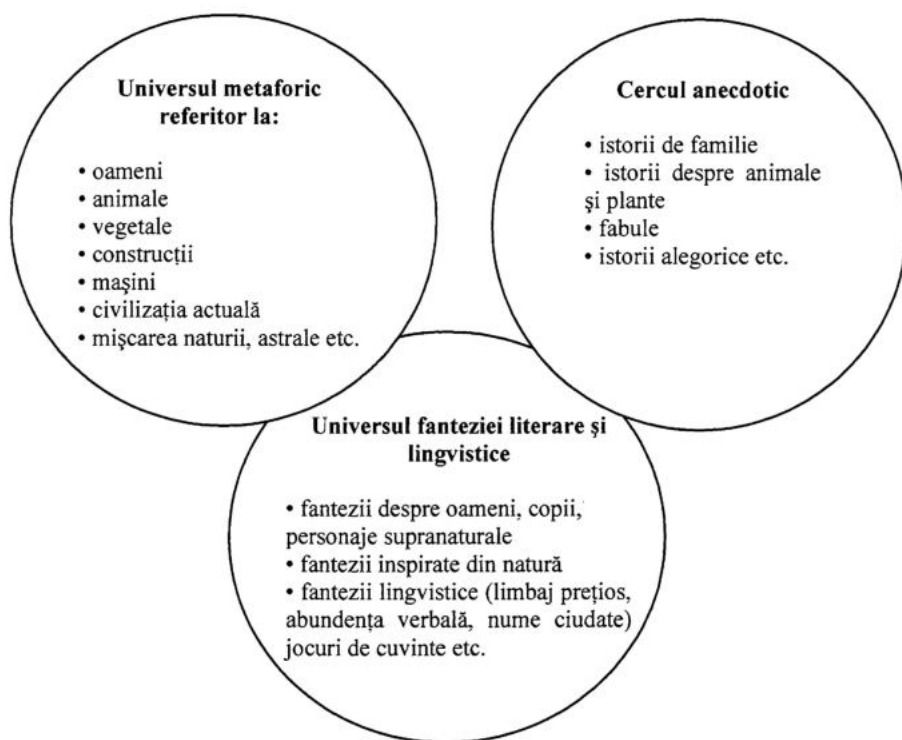 Universul metaforic
referitor la:
• oameni
• animale
• vegetale
• construcții
• mașini
• civilizația actuală
• mișcarea naturii, astrale etc.
Cercul anecdotic
• istorii de familie
• istorii despre animale
și plante
• fabule
• istorii alegorice etc.
Universul fanteziei literare și
lingvistice
• fantezii despre oameni, copii,
personaje supranaturale
• fantezii inspirate din natură
• fantezii lingvistice (limbaj prețios,
abundența verbală, nume ciudate)
jocuri de cuvinte etc.